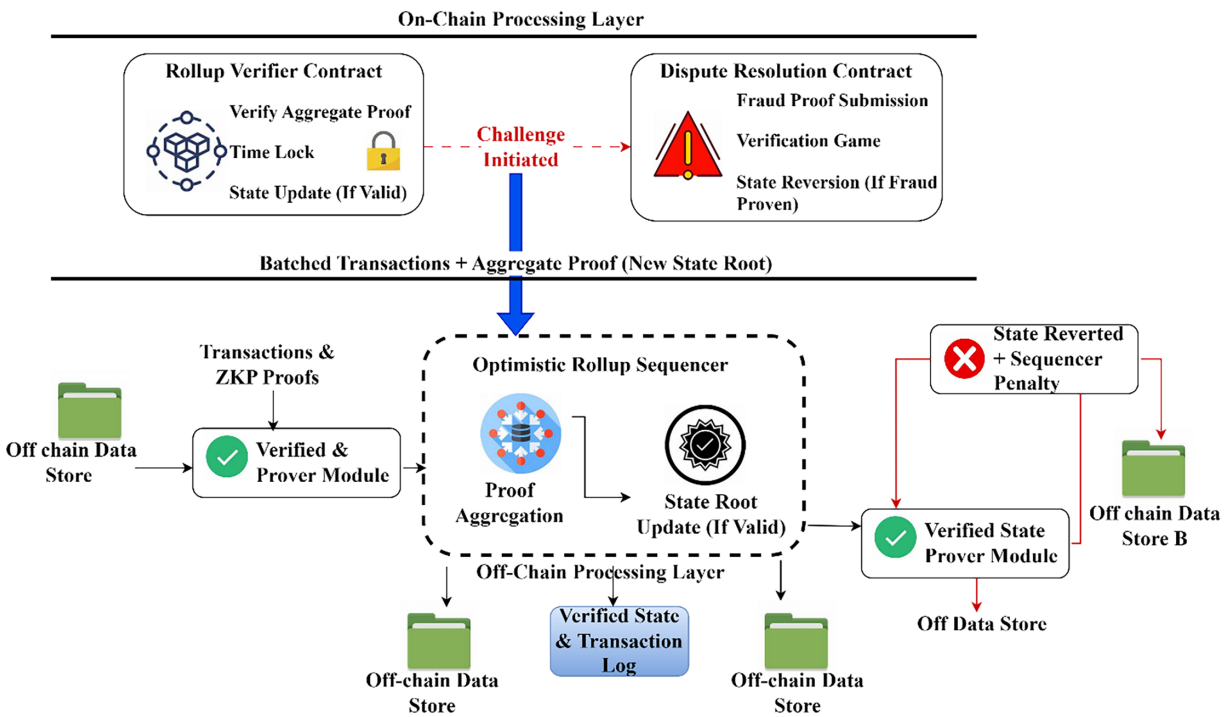 On-Chain Processing Layer
Rollup Verifier Contract
Verify Aggregate Proof
Time Lock
State Update (If Valid)
Challenge
Initiated
Dispute Resolution Contract
Fraud Proof Submission
Verification Game
State Reversion (If Fraud
Proven)
Batched Transactions + Aggregate Proof (New State Root)
Transactions &
ZKP Proofs
Off chain Data
Store
Verified &
Prover Module
Optimistic Rollup Sequencer
Proof
Aggregation
State Root
Update (If Valid)
State Reverted
+ Sequencer
Penalty
Off chain Data
Store B
Verified State
Prover Module
Off Data Store
Off-Chain Processing Layer
Off-chain Data
Store
Verified State
& Transaction
Log
Off-chain Data
Store